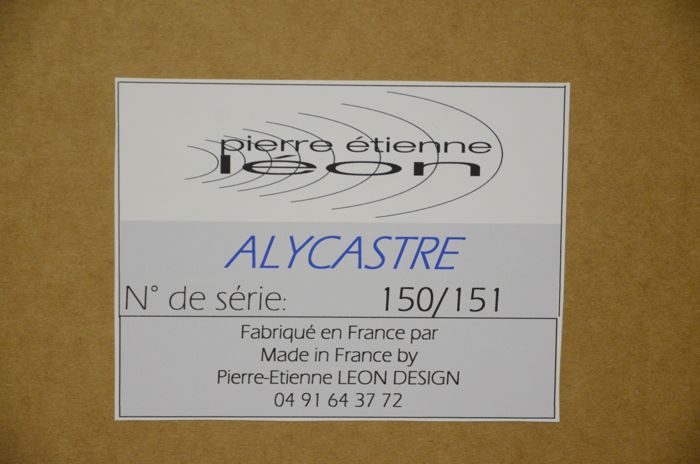 pierre étienne
léon
ALYCASTRE
N° de série: 150/151
Fabriqué en France par
Made in France by
Pierre-Etienne LEON DESIGN
04 91 64 37 72